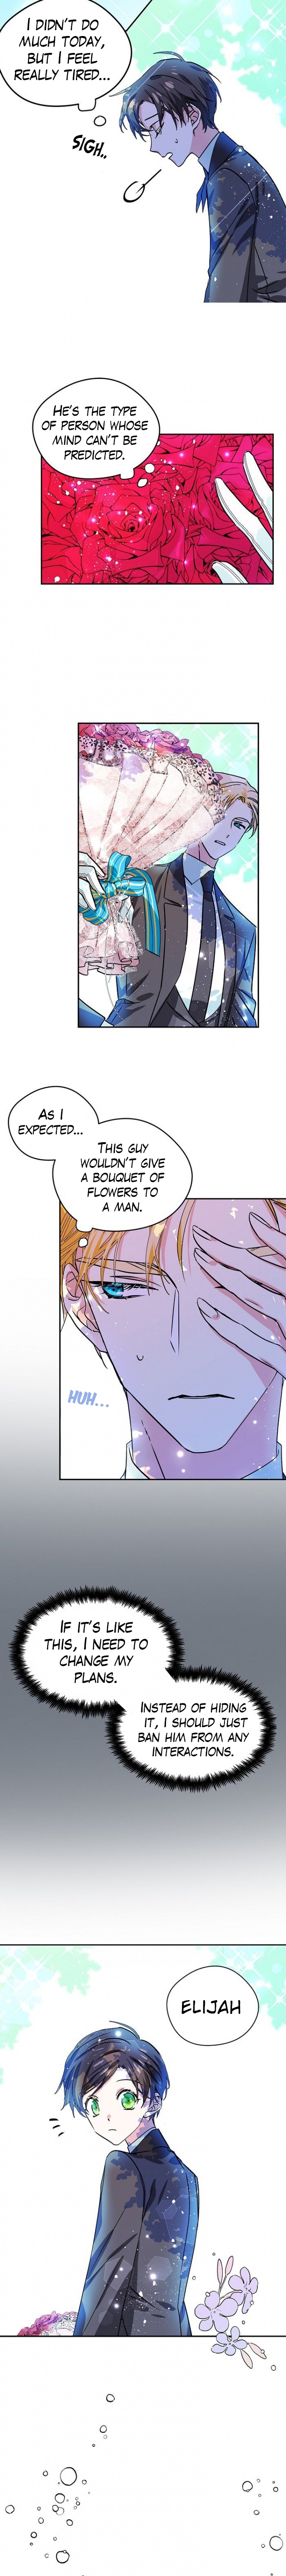 I DIDN'T DO
MUCH TODAY,
BUT I FEEL
REALLY TIRED...
SIGH..
HE'S THE TYPE
OF PERSON WHOSE
MIND CAN'T BE
PREDICTED.
AS I
EXPECTED...
THIS GUY
WOULDN'T GIVE
A BOUQUET OF
FLOWERS TO
A MAN.
HUH...
IF IT'S LIKE
THIS, I NEED TO
CHANGE MY
PLANS.
INSTEAD OF HIDING
IT, I SHOULD JUST
BAN HIM FROM ANY
INTERACTIONS.
ELIJAH